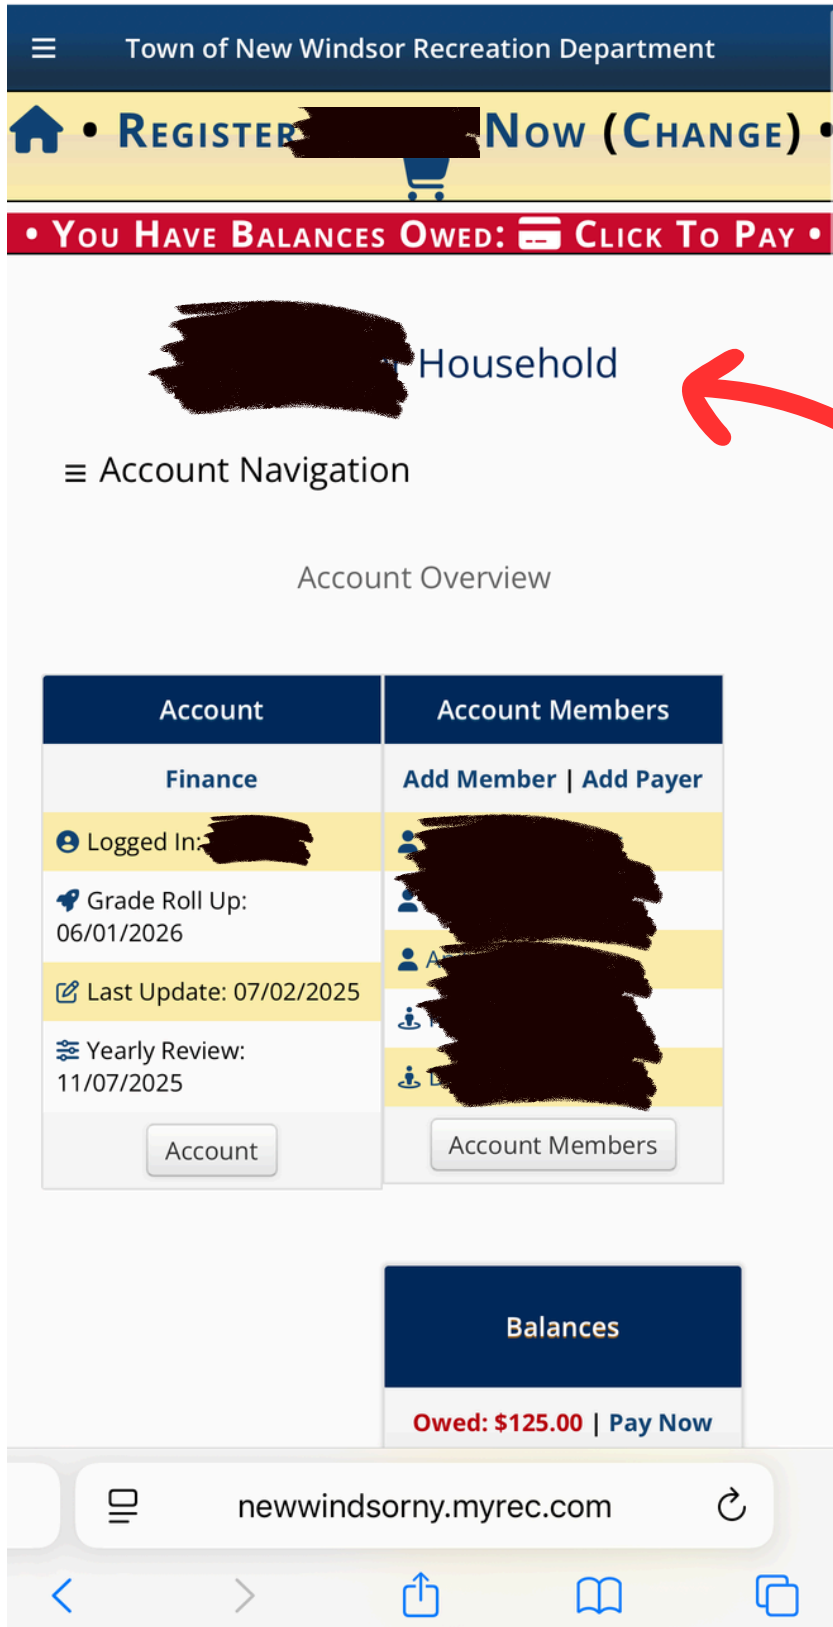 Town of New Windsor Recreation Department
• Register Now (Change) •
• You Have Balances Owed: Click To Pay •
Household
Account Navigation
Account Overview
Account
Account Members
Finance
Add Member | Add Payer
Logged In:
Grade Roll Up:
06/01/2026
Last Update: 07/02/2025
Yearly Review:
11/07/2025
Account
Account Members
Balances
Owed: $125.00 | Pay Now
newwindsorny.myrec.com